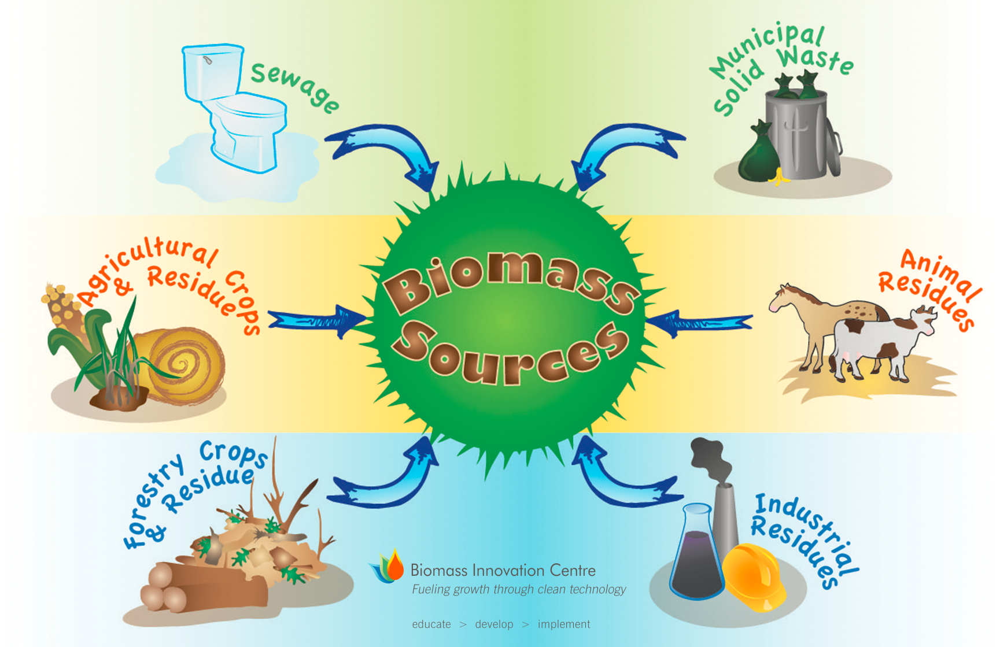 Sewage
Municipal
Solid Waste
Agricultural Crops
& Residue
Biomass
Sources
Animal
Residues
Forestry Crops
& Residue
Industrial
Residues
Biomass Innovation Centre
Fueling growth through clean technology
educate > develop > implement